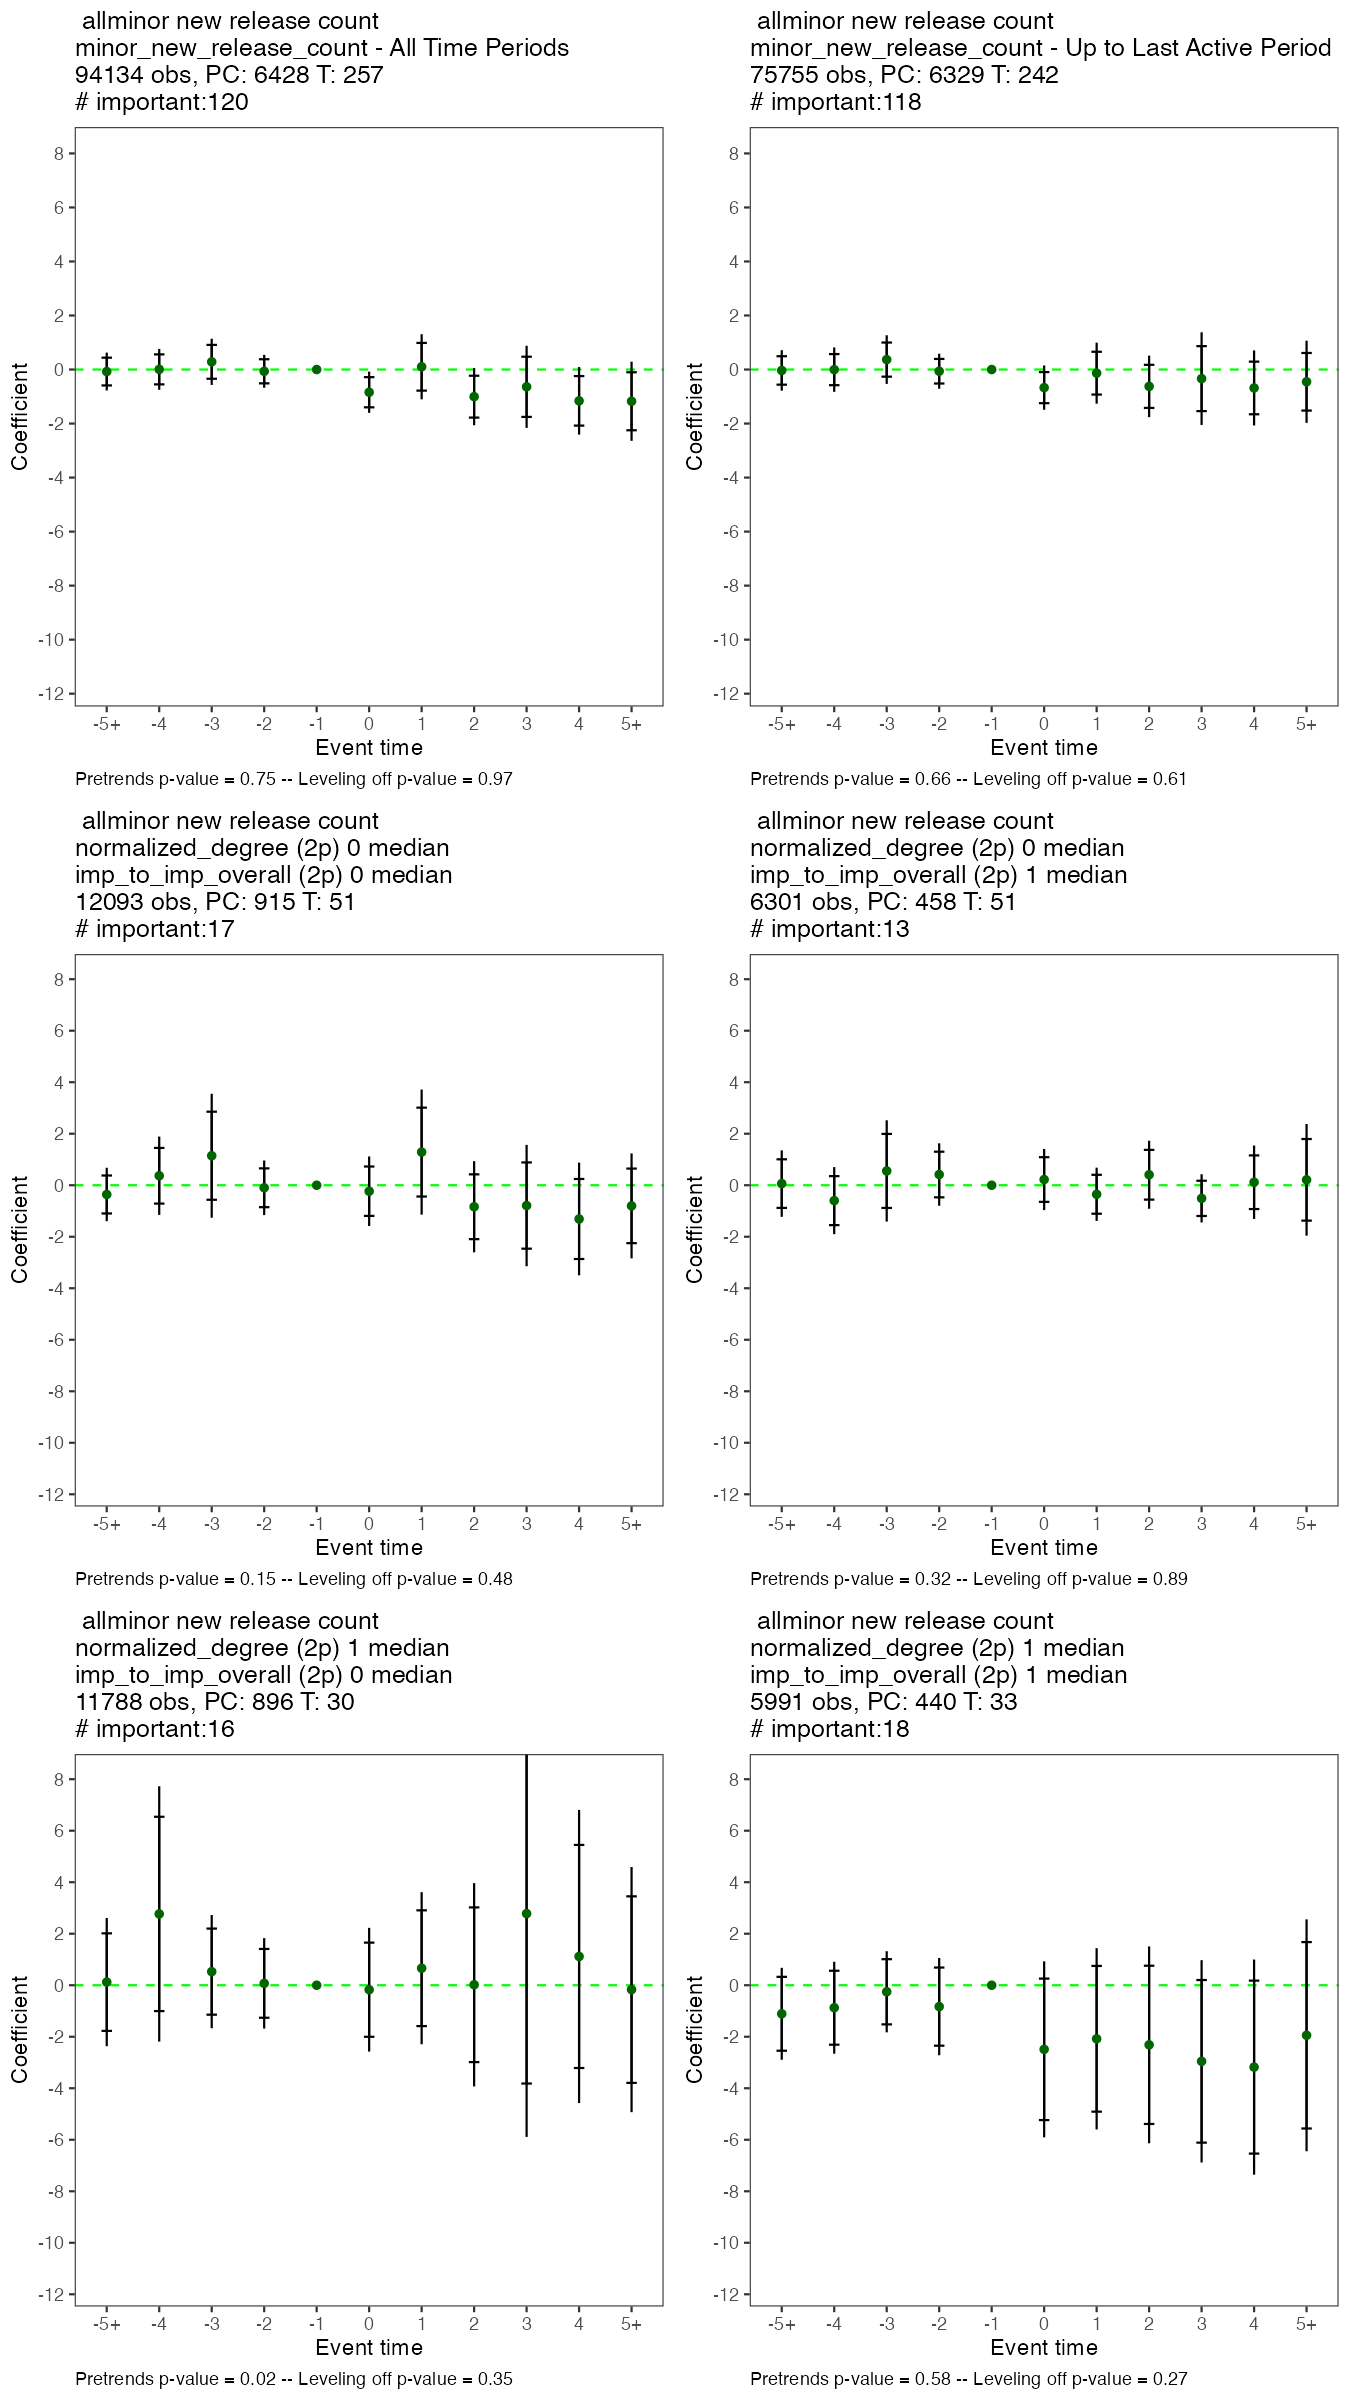 allminor new release count
minor_new_release_count - All Time Periods
94134 obs, PC: 6428 T: 257
# important:120
8
6
4
2
0
-2
-4
-6
-8
-10
-12
Coefficient
-5+ -4 -3 -2 -1 0 1 2 3 4 5+
Event time
Pretrends p-value = 0.75 -- Leveling off p-value = 0.97
allminor new release count
minor_new_release_count - Up to Last Active Period
75755 obs, PC: 6329 T: 242
# important:118
8
6
4
2
0
-2
-4
-6
-8
-10
-12
Coefficient
-5+ -4 -3 -2 -1 0 1 2 3 4 5+
Event time
Pretrends p-value = 0.66 -- Leveling off p-value = 0.61
allminor new release count
normalized_degree (2p) 0 median
imp_to_imp_overall (2p) 0 median
12093 obs, PC: 915 T: 51
# important:17
8
6
4
2
0
-2
-4
-6
-8
-10
-12
Coefficient
-5+ -4 -3 -2 -1 0 1 2 3 4 5+
Event time
Pretrends p-value = 0.15 -- Leveling off p-value = 0.48
allminor new release count
normalized_degree (2p) 0 median
imp_to_imp_overall (2p) 1 median
6301 obs, PC: 458 T: 51
# important:13
8
6
4
2
0
-2
-4
-6
-8
-10
-12
Coefficient
-5+ -4 -3 -2 -1 0 1 2 3 4 5+
Event time
Pretrends p-value = 0.32 -- Leveling off p-value = 0.89
allminor new release count
normalized_degree (2p) 1 median
imp_to_imp_overall (2p) 0 median
11788 obs, PC: 896 T: 30
# important:16
8
6
4
2
0
-2
-4
-6
-8
-10
-12
Coefficient
-5+ -4 -3 -2 -1 0 1 2 3 4 5+
Event time
Pretrends p-value = 0.02 -- Leveling off p-value = 0.35
allminor new release count
normalized_degree (2p) 1 median
imp_to_imp_overall (2p) 1 median
5991 obs, PC: 440 T: 33
# important:18
8
6
4
2
0
-2
-4
-6
-8
-10
-12
Coefficient
-5+ -4 -3 -2 -1 0 1 2 3 4 5+
Event time
Pretrends p-value = 0.58 -- Leveling off p-value = 0.27